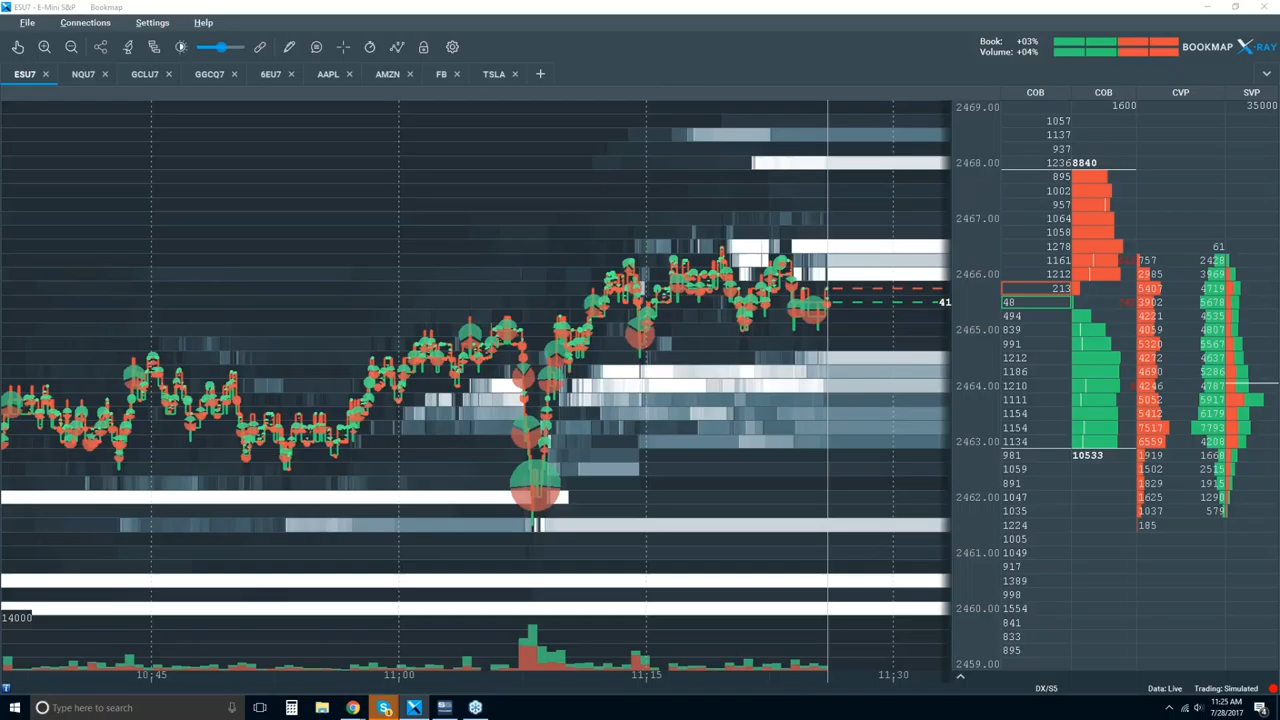 ESU7 - E-Mini S&P Bookmap
File Connections Settings Help
Book: +03%
Volume: +04%
BOOKMAP X-RAY
ESU7 NQU7 GCLU7 GGCQ7 6EU7 AAPL AMZN FB TSLA
COB COB CVP SVP
2469.00 1600 35000
1057
1137
937
2468.00 1236 8840
895
1002
957
2467.00 1064
1058
1278 61
1161 757 2428
2466.00 1212 2985 3969
213 5407 4719
41 48 3902 5678
494 4221 4535
2465.00 839 4059 4807
991 5320 5567
1212 4272 4637
1186 4690 5286
2464.00 1210 4246 4787
1111 5052 5917
1154 5412 6179
1154 7517 7793
2463.00 1134 6559 4208
981 10533 1919 1668
1059 1502 2515
891 1829 1915
2462.00 1047 1625 1290
1035 1037 579
1224 185
1005
2461.00 1049
917
1389
998
2460.00 1554
14000 841
833
895
2459.00
10:45 11:00 11:15 11:30
DX/S5 Data: Live Trading: Simulated
Type here to search
11:25 AM
7/28/2017
4